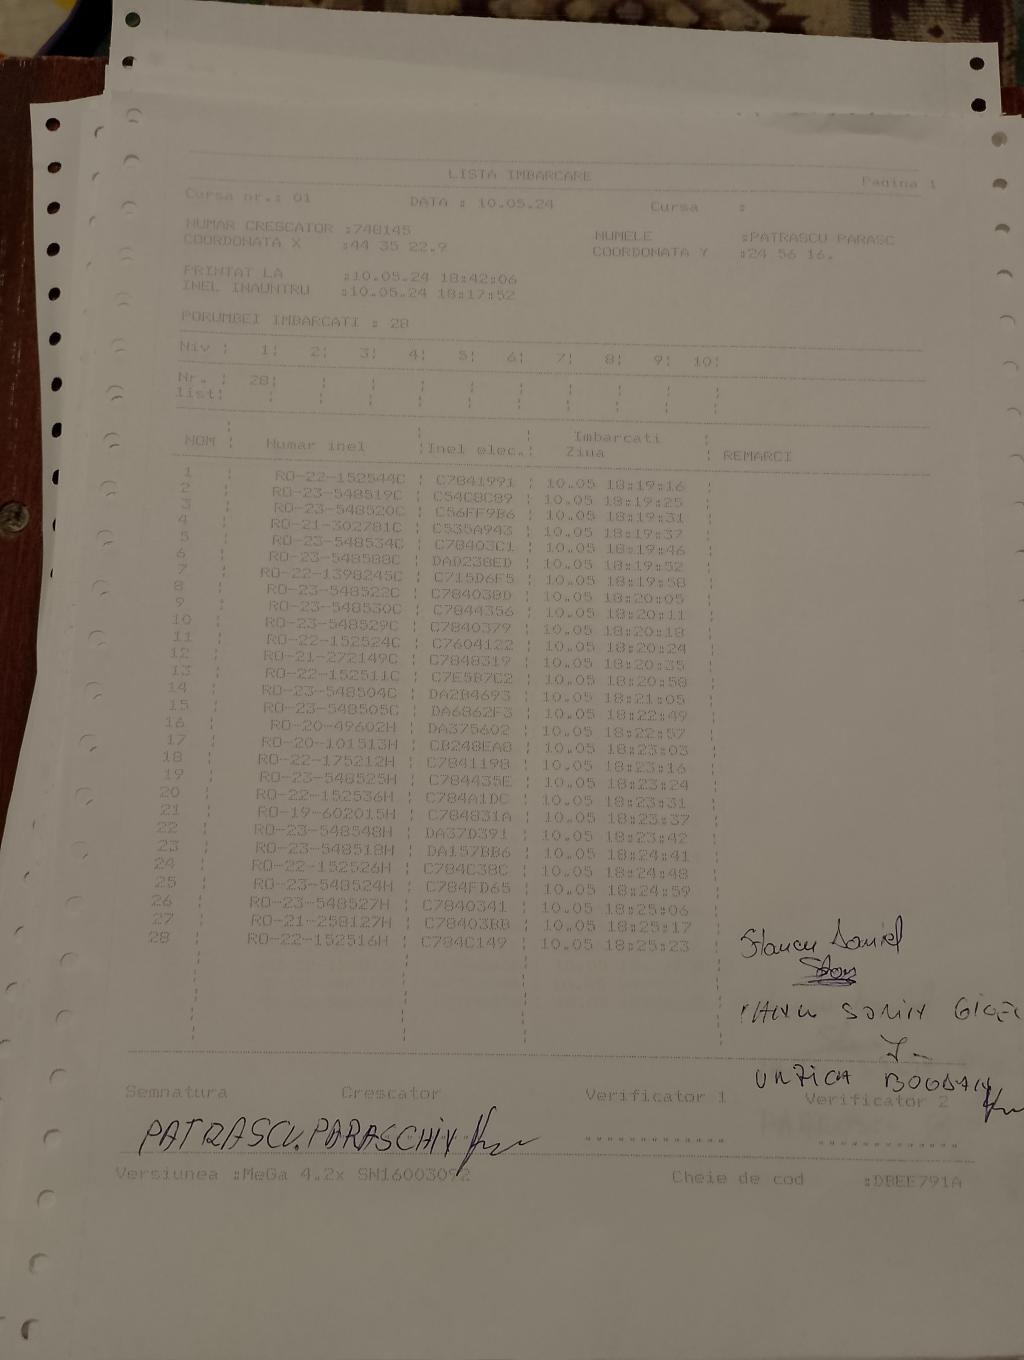 LISTA IMBARCARE Pagina 1
Cursa nr.: 01 DATA : 10.05.24 Cursa :
NUMAR CRESCATOR :748145 NUMELE :PATRASCU PARASC
COORDONATA X :44 35 22.9 COORDONATA Y :24 56 16.
PRINTAT LA :10.05.24 18:42:06
INEL INAUNTRU :10.05.24 18:17:52
PORUMBEI IMBARCATI : 28
Niv : 1: 2: 3: 4: 5: 6: 7: 8: 9: 10:
Nr. : 28: : : : : : : : : :
list: : : : : : : : : : :
NOM : Numar inel :Inel elec.: Imbarcati Ziua : REMARCI
1 : RO-22-152544C : C7841991 : 10.05 18:19:16 :
2 RO-23-548519C : C54C8C89 : 10.05 18:19:25
3 : RO-23-548520C : C56FF9B6 : 10.05 18:19:31 :
4 RO-21-302781C : C535A943 : 10.05 18:19:37
5 : RO-23-548534C : C78403C1 : 10.05 18:19:46 :
6 RO-23-548588C : DAD238ED : 10.05 18:19:52
7 : RO-22-1398245C : C715D6F5 : 10.05 18:19:58 :
8 RO-23-548522C : C784038D : 10.05 18:20:05
9 : RO-23-548530C : C7844356 : 10.05 18:20:11 :
10 RO-23-548529C : C7840379 : 10.05 18:20:18
11 : RO-22-152524C : C7604122 : 10.05 18:20:24 :
12 RO-21-272149C : C7848319 : 10.05 18:20:35
13 : RO-22-152511C : C7E5B7C2 : 10.05 18:20:58 :
14 RO-23-548504C : DA2B4693 : 10.05 18:21:05
15 : RO-23-548505C : DA6862F3 : 10.05 18:22:49 :
16 RO-20-49602H : DA375602 : 10.05 18:22:57
17 : RO-20-101513H : CB248EA8 : 10.05 18:23:03 :
18 RO-22-175212H : C7841198 : 10.05 18:23:16
19 : RO-23-548525H : C784435E : 10.05 18:23:24 :
20 RO-22-152536H : C784A1DC : 10.05 18:23:31
21 : RO-19-602015H : C784831A : 10.05 18:23:37 :
22 RO-23-548548H : DA37D391 : 10.05 18:23:42
23 : RO-23-548518H : DA157BB6 : 10.05 18:24:41 :
24 RO-22-152526H : C784C38C : 10.05 18:24:48
25 : RO-23-548524H : C784FD65 : 10.05 18:24:59 :
26 RO-23-548527H : C7840341 : 10.05 18:25:06
27 : RO-21-258127H : C78403BB : 10.05 18:25:17 :
28 : RO-22-152516H : C784C149 : 10.05 18:25:23 :
Stancu Daniel
SORIN
URZICA BOGDAN
Semnatura Crescator Verificator 1 Verificator 2
PATRASCU PARASCHIV
Versiunea :MeGa 4.2x SN16003092 Cheie de cod :DBEE791A